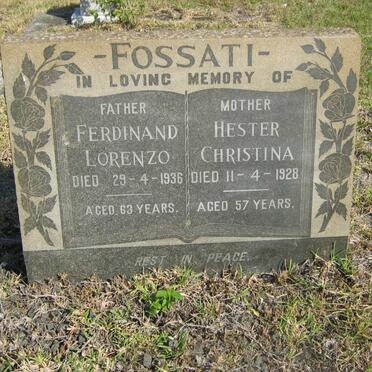 -FOSSATI-
IN LOVING MEMORY OF
FATHER
FERDINAND
LORENZO
DIED 29-4-1936
AGED 63 YEARS.
MOTHER
HESTER
CHRISTINA
DIED 11-4-1928
AGED 57 YEARS.
REST IN PEACE.